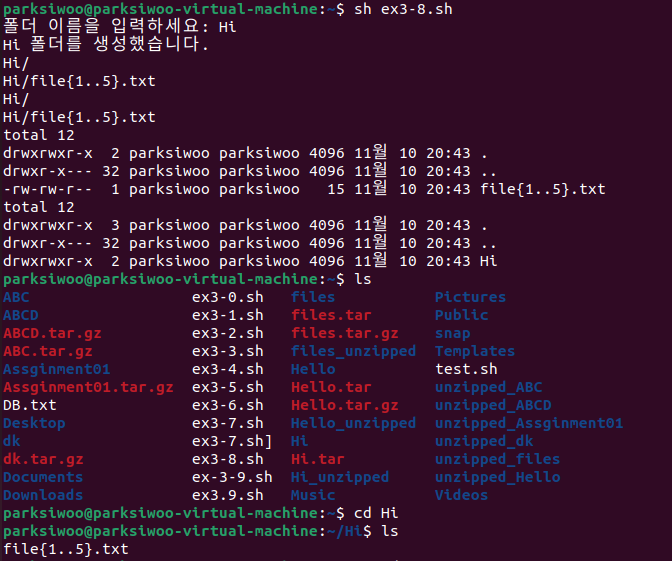 parksiwoo@parksiwoo-virtual-machine:~$ sh ex3-8.sh
폴더 이름을 입력하세요: Hi
Hi 폴더를 생성했습니다.
Hi/
Hi/file{1..5}.txt
Hi/
Hi/file{1..5}.txt
total 12
drwxrwxr-x  2 parksiwoo parksiwoo 4096 11월 10 20:43 .
drwxr-x--- 32 parksiwoo parksiwoo 4096 11월 10 20:43 ..
-rw-rw-r--  1 parksiwoo parksiwoo   15 11월 10 20:43 file{1..5}.txt
total 12
drwxrwxr-x  3 parksiwoo parksiwoo 4096 11월 10 20:43 .
drwxr-x--- 32 parksiwoo parksiwoo 4096 11월 10 20:43 ..
drwxrwxr-x  2 parksiwoo parksiwoo 4096 11월 10 20:43 Hi
parksiwoo@parksiwoo-virtual-machine:~$ ls
ABC ex3-0.sh files Pictures
ABCD ex3-1.sh files.tar Public
ABCD.tar.gz ex3-2.sh files.tar.gz snap
ABC.tar.gz ex3-3.sh files_unzipped Templates
Assginment01 ex3-4.sh Hello test.sh
Assginment01.tar.gz ex3-5.sh Hello.tar unzipped_ABC
DB.txt ex3-6.sh Hello.tar.gz unzipped_ABCD
Desktop ex3-7.sh Hello_unzipped unzipped_Assginment01
dk ex3-7.sh] Hi unzipped_dk
dk.tar.gz ex3-8.sh Hi.tar unzipped_files
Documents ex-3-9.sh Hi_unzipped unzipped_Hello
Downloads ex3.9.sh Music Videos
parksiwoo@parksiwoo-virtual-machine:~$ cd Hi
parksiwoo@parksiwoo-virtual-machine:~/Hi$ ls
file{1..5}.txt